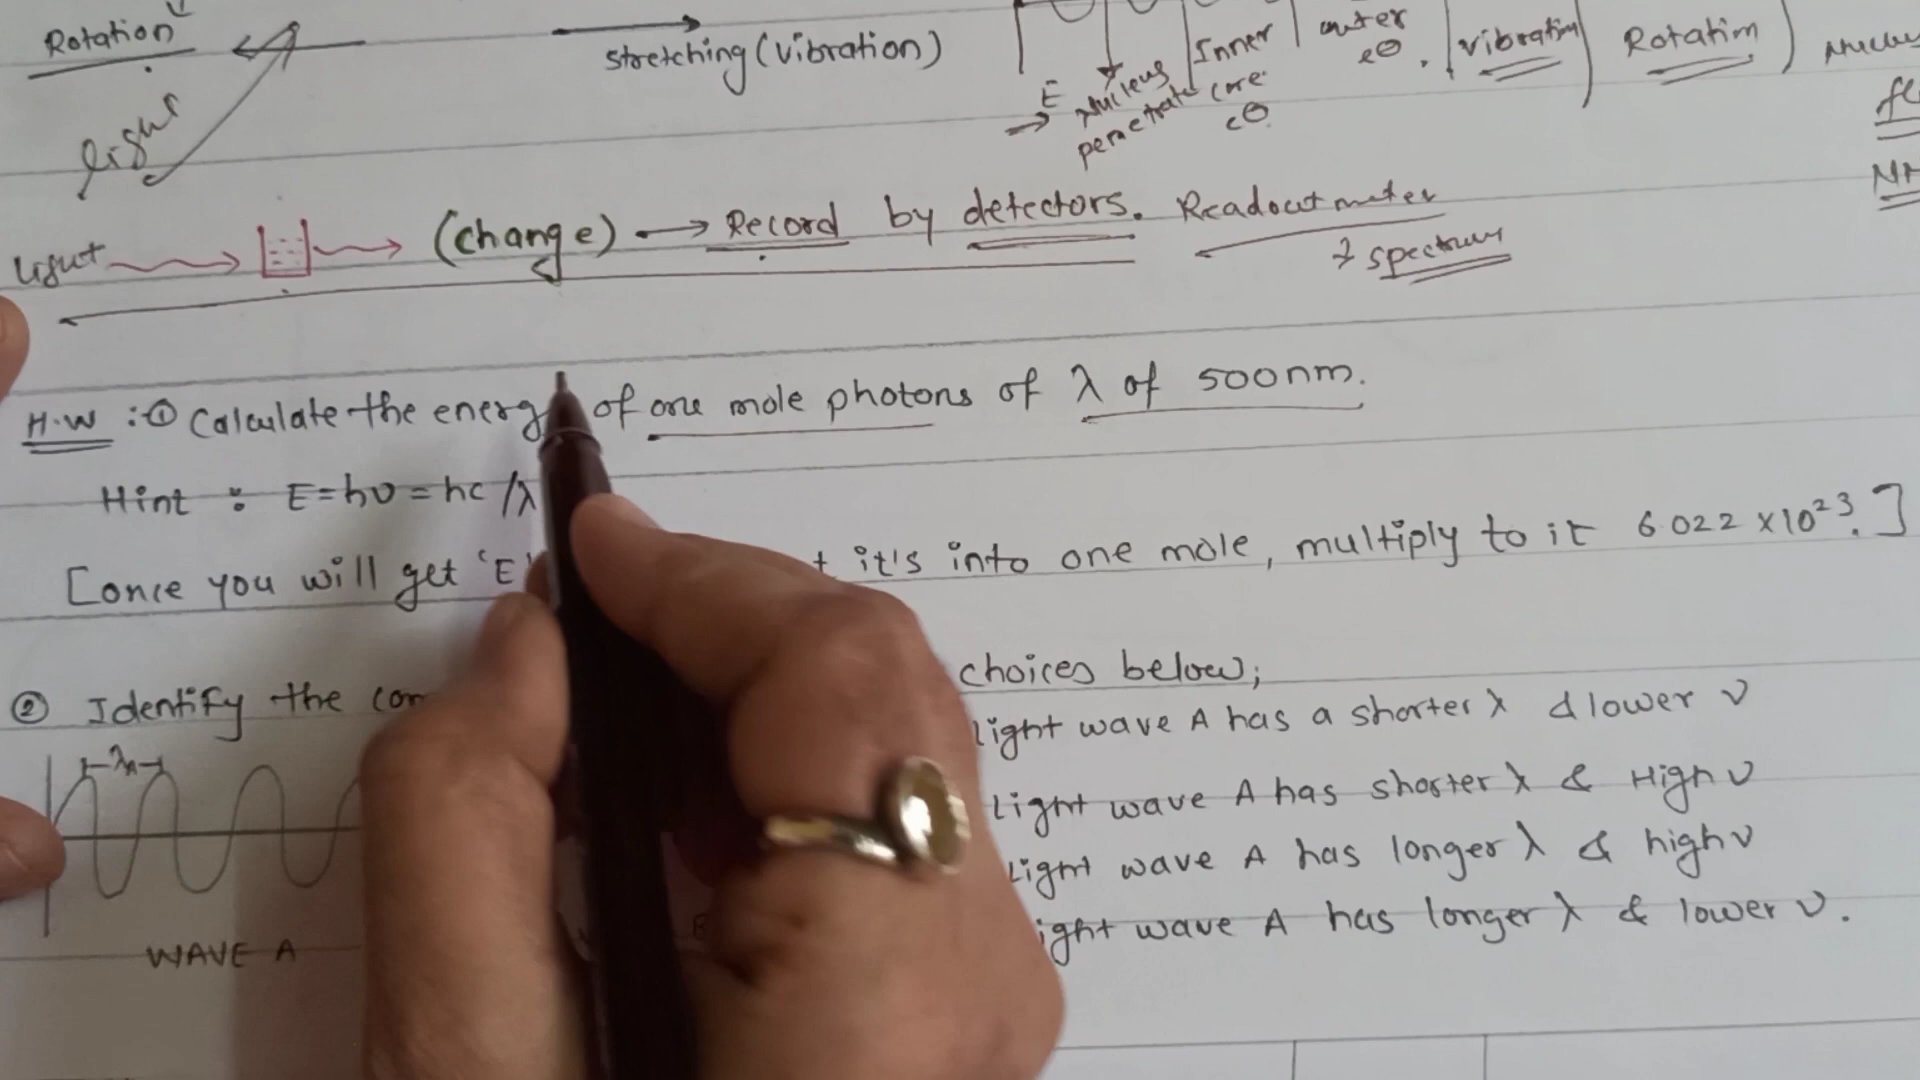 Rotation
light
stretching (vibration)
E
Nucleus
penetrate
Inner
core
e⊖
outer
e⊖
vibration
Rotation
Light
(change) → Record by detectors. Readout meter
spectrum
H.W :① Calculate the energy of one mole photons of λ of 500nm.
Hint : E=hν = hc /λ
[once you will get 'E' it's into one mole, multiply to it 6.022 ×10²³.]
② Identify the choices below;
light wave A has a shorter λ & lower ν
Light wave A has shorter λ & High ν
Light wave A has longer λ & high ν
ight wave A has longer λ & lower ν.
λA
WAVE A